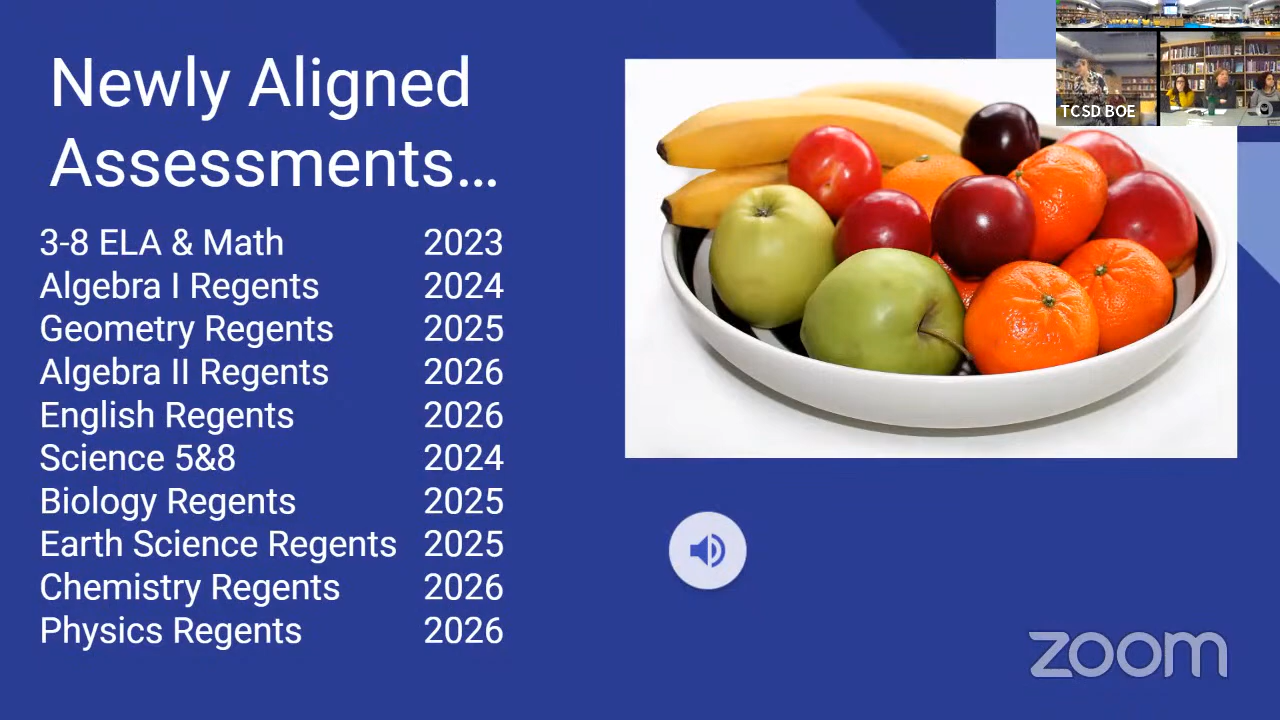 Newly Aligned
Assessments…
3-8 ELA & Math 2023
Algebra I Regents 2024
Geometry Regents 2025
Algebra II Regents 2026
English Regents 2026
Science 5&8 2024
Biology Regents 2025
Earth Science Regents 2025
Chemistry Regents 2026
Physics Regents 2026
TCSD BOE
zoom